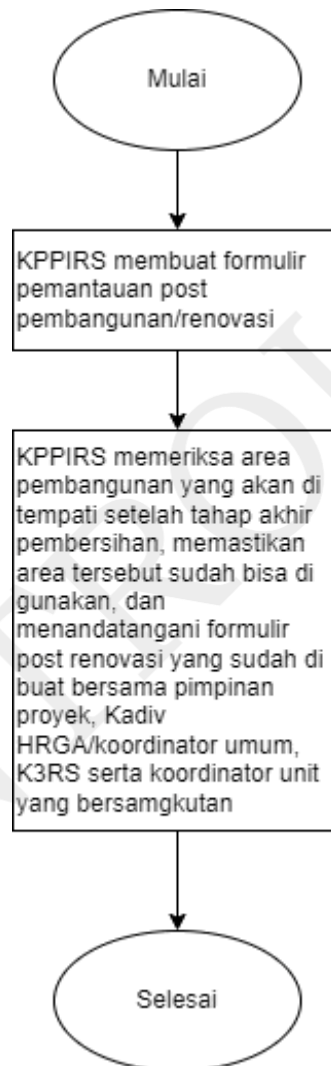 Mulai
KPPIRS membuat formulir
pemantauan post
pembangunan/renovasi
KPPIRS memeriksa area
pembangunan yang akan di
tempati setelah tahap akhir
pembersihan, memastikan
area tersebut sudah bisa di
gunakan, dan
menandatangani formulir
post renovasi yang sudah di
buat bersama pimpinan
proyek, Kadiv
HRGA/koordinator umum,
K3RS serta koordinator unit
yang bersamgkutan
Selesai